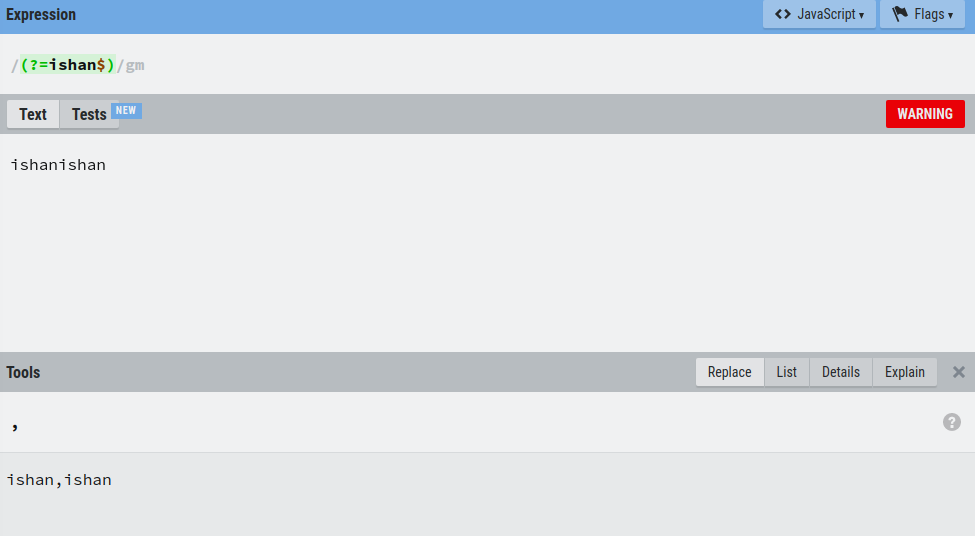 Expression
<> JavaScript ▾ Flags ▾
/(?=ishan$)/gm
Text Tests NEW WARNING
ishanishan
Tools Replace List Details Explain ×
, ?
ishan,ishan